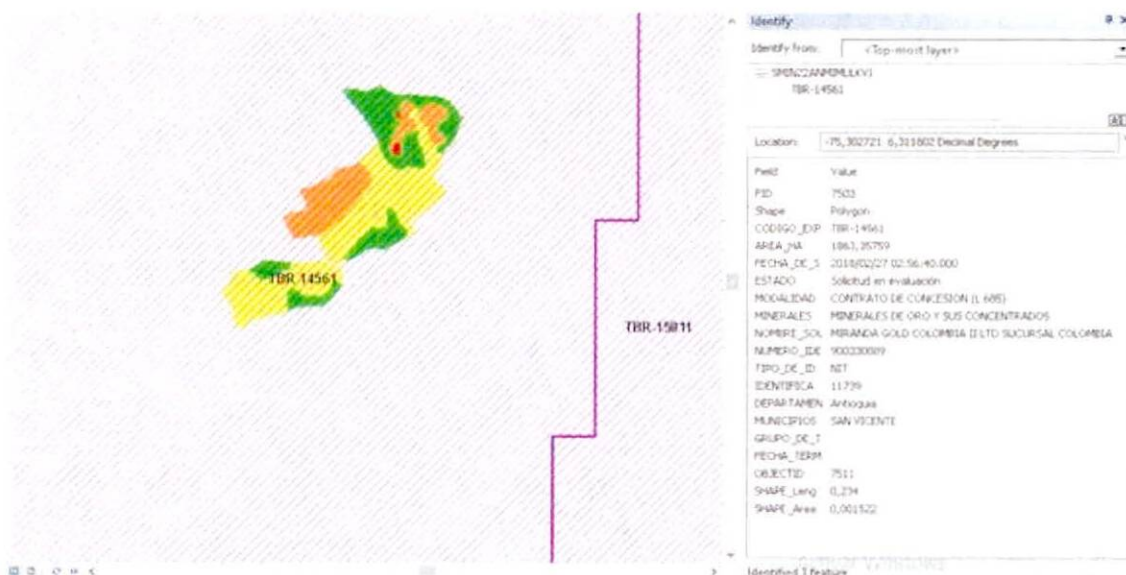 TBR-14561
TBR-15011
Identify
Identify from: <Top-most layer>
TBR-14561
Location: -75,302721 6,311602 Decimal Degrees
Field Value
FID 7503
Shape Polygon
CODIGO_EXP TBR-14561
AREA_HA 1863,35759
FECHA_DE_S 2018/02/27 02:56:40.000
ESTADO Solicitud en evaluación
MODALIDAD CONTRATO DE CONCESION (L 685)
MINERALES MINERALES DE ORO Y SUS CONCENTRADOS
NOMBRE_SOL MIRANDA GOLD COLOMBIA II LTD SUCURSAL COLOMBIA
NUMERO_IDE
TIPO_DE_ID NIT
IDENTIFICA 11739
DEPARTAMEN Antioquia
MUNICIPIOS SAN VICENTE
GRUPO_DE_T
FECHA_TERM
OBJECTID 7511
SHAPE_Leng 0,234
SHAPE_Area 0,001522
Identified 1 feature